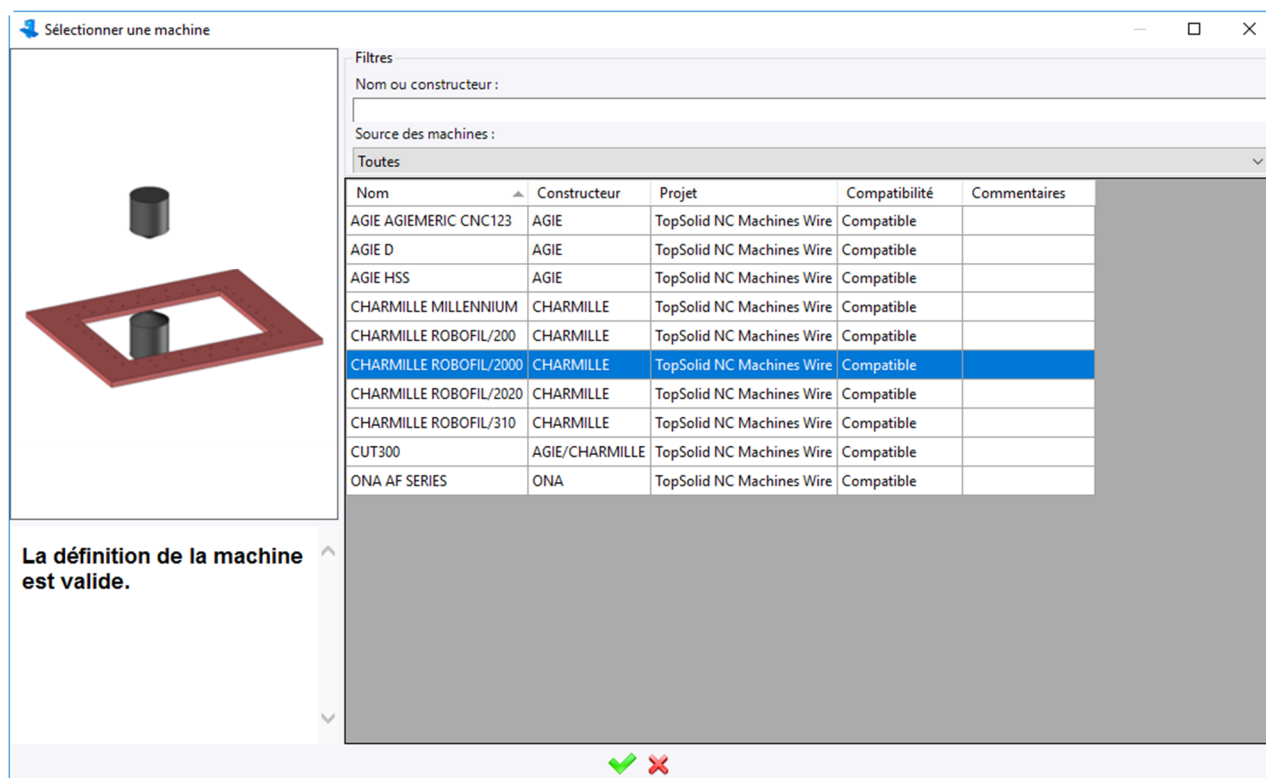 Sélectionner une machine
Filtres
Nom ou constructeur :
Source des machines :
Toutes
Nom Constructeur Projet Compatibilité Commentaires
AGIE AGIEMERIC CNC123 AGIE TopSolid NC Machines Wire Compatible
AGIE D AGIE TopSolid NC Machines Wire Compatible
AGIE HSS AGIE TopSolid NC Machines Wire Compatible
CHARMILLE MILLENNIUM CHARMILLE TopSolid NC Machines Wire Compatible
CHARMILLE ROBOFIL/200 CHARMILLE TopSolid NC Machines Wire Compatible
CHARMILLE ROBOFIL/2000 CHARMILLE TopSolid NC Machines Wire Compatible
CHARMILLE ROBOFIL/2020 CHARMILLE TopSolid NC Machines Wire Compatible
CHARMILLE ROBOFIL/310 CHARMILLE TopSolid NC Machines Wire Compatible
CUT300 AGIE/CHARMILLE TopSolid NC Machines Wire Compatible
ONA AF SERIES ONA TopSolid NC Machines Wire Compatible
La définition de la machine
est valide.